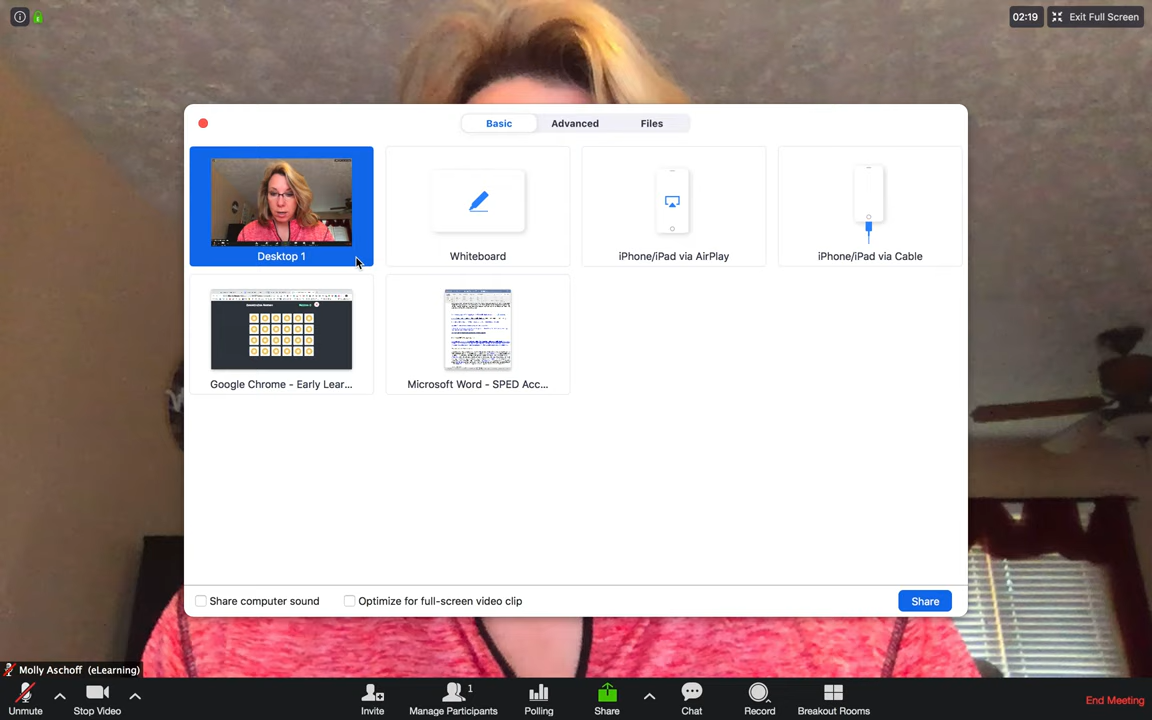 02:19
Exit Full Screen
Basic
Advanced
Files
Desktop 1
Whiteboard
iPhone/iPad via AirPlay
iPhone/iPad via Cable
Google Chrome - Early Lear...
Microsoft Word - SPED Acc...
Share computer sound
Optimize for full-screen video clip
Share
Molly Aschoff (eLearning)
Unmute
Stop Video
Invite
1
Manage Participants
Polling
Share
Chat
Record
Breakout Rooms
End Meeting